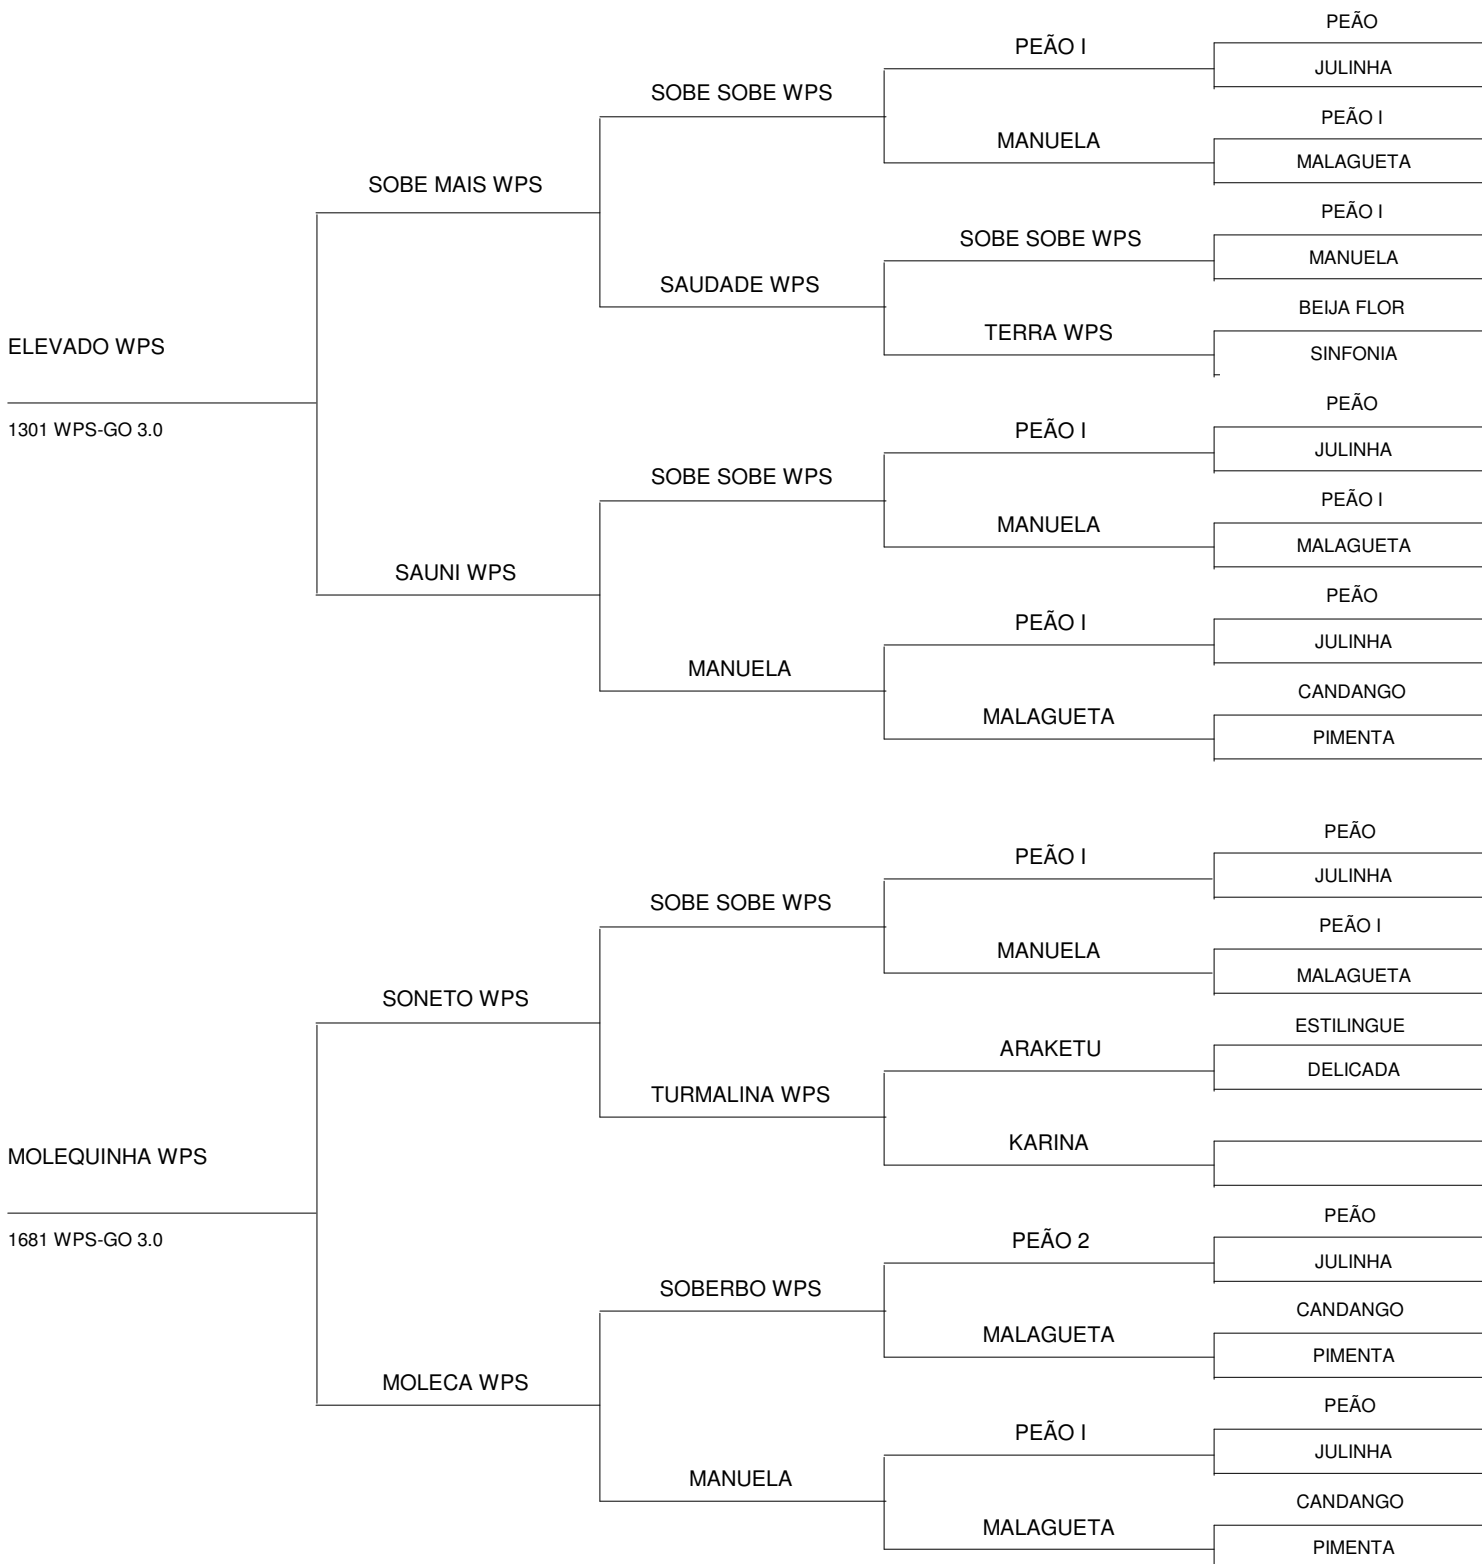 PEÃO
PEÃO I
JULINHA
SOBE SOBE WPS
PEÃO I
MANUELA
MALAGUETA
SOBE MAIS WPS
PEÃO I
SOBE SOBE WPS
MANUELA
SAUDADE WPS
BEIJA FLOR
TERRA WPS
ELEVADO WPS
SINFONIA
PEÃO
1301 WPS-GO 3.0
PEÃO I
JULINHA
SOBE SOBE WPS
PEÃO I
MANUELA
MALAGUETA
SAUNI WPS
PEÃO
PEÃO I
JULINHA
MANUELA
CANDANGO
MALAGUETA
PIMENTA
PEÃO
PEÃO I
JULINHA
SOBE SOBE WPS
PEÃO I
MANUELA
MALAGUETA
SONETO WPS
ESTILINGUE
ARAKETU
DELICADA
TURMALINA WPS
KARINA
MOLEQUINHA WPS
PEÃO
1681 WPS-GO 3.0
PEÃO 2
JULINHA
SOBERBO WPS
CANDANGO
MALAGUETA
PIMENTA
MOLECA WPS
PEÃO
PEÃO I
JULINHA
MANUELA
CANDANGO
MALAGUETA
PIMENTA